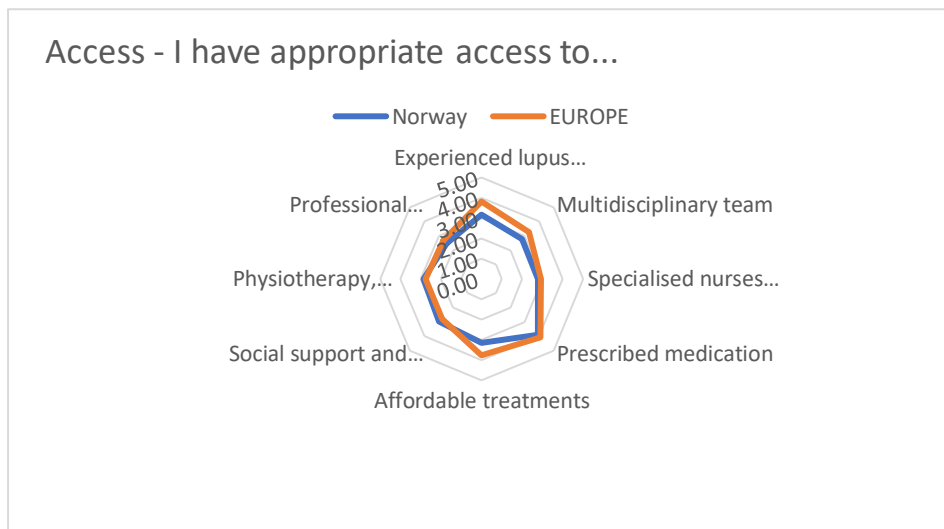 Access - I have appropriate access to...
Norway EUROPE
Experienced lupus...
5.00
Professional... 4.00 Multidisciplinary team
3.00
2.00
1.00
Physiotherapy,... 0.00 Specialised nurses...
Social support and... Prescribed medication
Affordable treatments